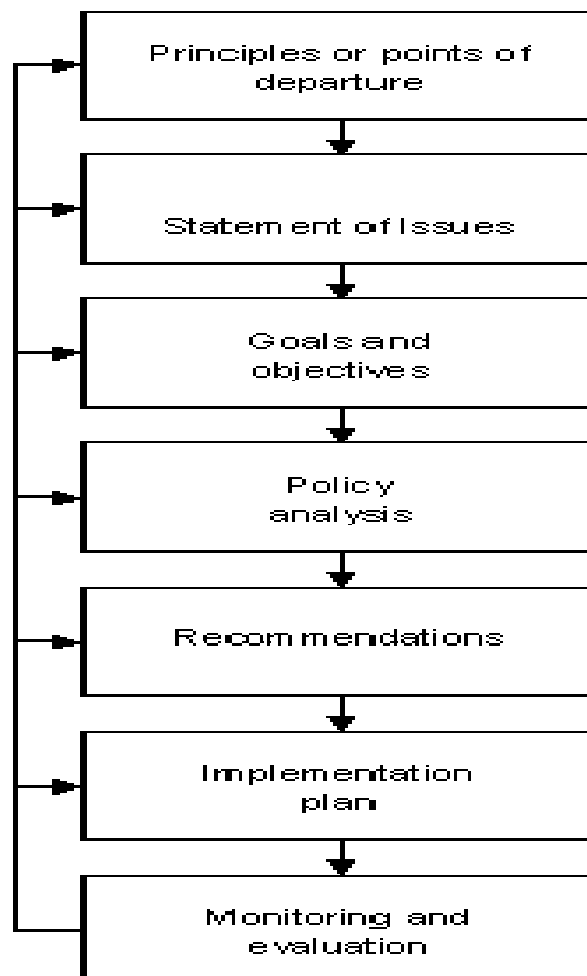 Principles or points of
departure
Statement of Issues
Goals and
objectives
Policy
analysis
Recommendations
Implementation
plan
Monitoring and
evaluation